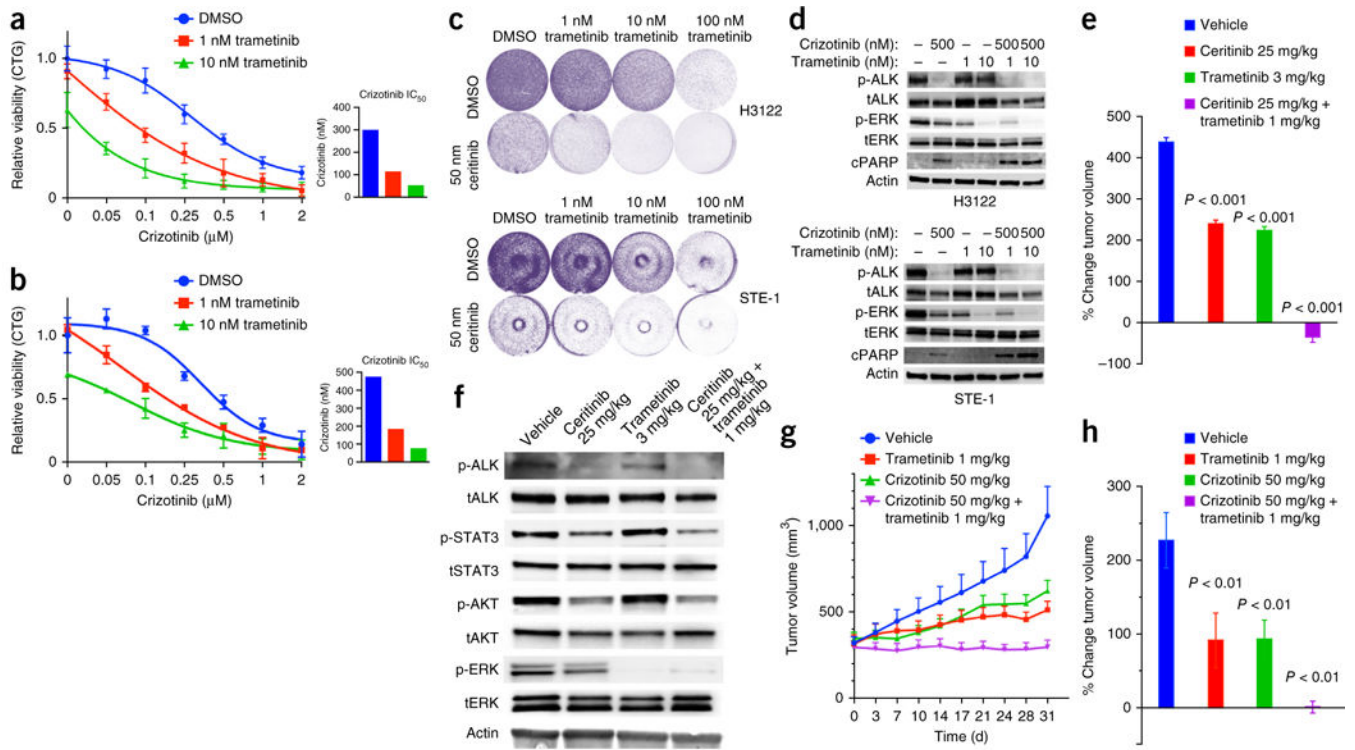 a
DMSO
1 nM trametinib
10 nM trametinib
Relative viability (CTG)
1.0
0.5
0
0 0.05 0.1 0.25 0.5 1 2
Crizotinib (μM)
Crizotinib IC50
Crizotinib (nM)
400
300
200
100
0
b
DMSO
1 nM trametinib
10 nM trametinib
Relative viability (CTG)
1.0
0.5
0
0 0.05 0.1 0.25 0.5 1 2
Crizotinib (μM)
Crizotinib IC50
Crizotinib (nM)
500
400
300
200
100
0
c
DMSO
1 nM trametinib
10 nM trametinib
100 nM trametinib
DMSO
50 nm ceritinib
H3122
DMSO
1 nM trametinib
10 nM trametinib
100 nM trametinib
DMSO
50 nm ceritinib
STE-1
d
Crizotinib (nM): – 500 – – 500 500
Trametinib (nM): – – 1 10 1 10
p-ALK
tALK
p-ERK
tERK
cPARP
Actin
H3122
Crizotinib (nM): – 500 – – 500 500
Trametinib (nM): – – 1 10 1 10
p-ALK
tALK
p-ERK
tERK
cPARP
Actin
STE-1
e
Vehicle
Ceritinib 25 mg/kg
Trametinib 3 mg/kg
Ceritinib 25 mg/kg +
trametinib 1 mg/kg
% Change tumor volume
500
400
300
200
100
0
–100
P < 0.001
P < 0.001
P < 0.001
f
Vehicle
Ceritinib
25 mg/kg
Trametinib
3 mg/kg
Ceritinib
25 mg/kg +
trametinib
1 mg/kg
p-ALK
tALK
p-STAT3
tSTAT3
p-AKT
tAKT
p-ERK
tERK
Actin
g
Vehicle
Trametinib 1 mg/kg
Crizotinib 50 mg/kg
Crizotinib 50 mg/kg +
trametinib 1 mg/kg
Tumor volume (mm3)
1,000
500
0
0 3 7 10 14 17 21 24 28 31
Time (d)
h
Vehicle
Trametinib 1 mg/kg
Crizotinib 50 mg/kg
Crizotinib 50 mg/kg +
trametinib 1 mg/kg
% Change tumor volume
300
200
100
0
P < 0.01
P < 0.01
P < 0.01